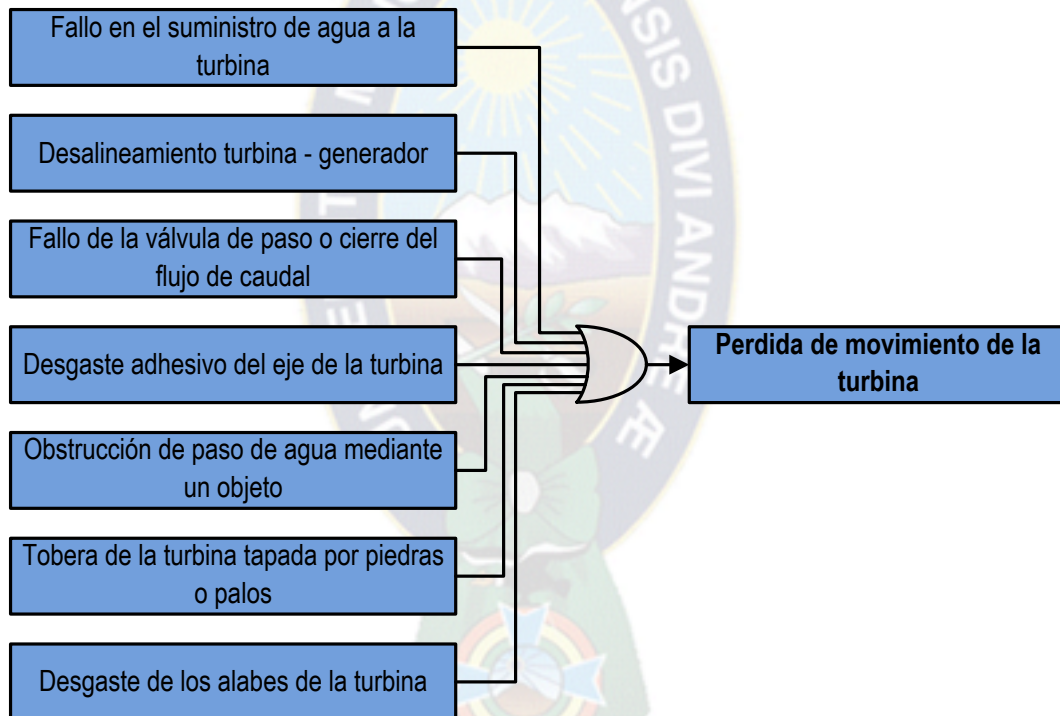 Fallo en el suministro de agua a la
turbina
Desalineamiento turbina - generador
Fallo de la válvula de paso o cierre del
flujo de caudal
Desgaste adhesivo del eje de la turbina
Obstrucción de paso de agua mediante
un objeto
Tobera de la turbina tapada por piedras
o palos
Desgaste de los alabes de la turbina
Perdida de movimiento de la
turbina
NSIS DIVI ANDRE Æ